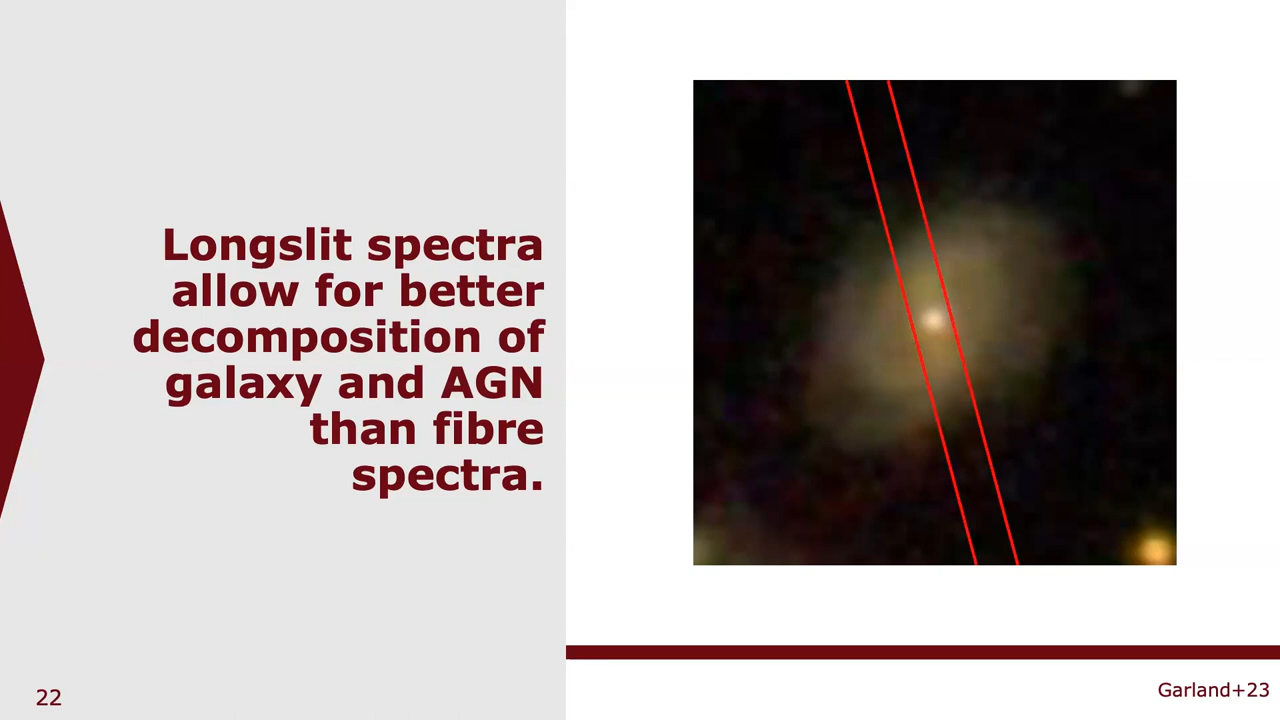 Longslit spectra
allow for better
decomposition of
galaxy and AGN
than fibre
spectra.
22
Garland+23